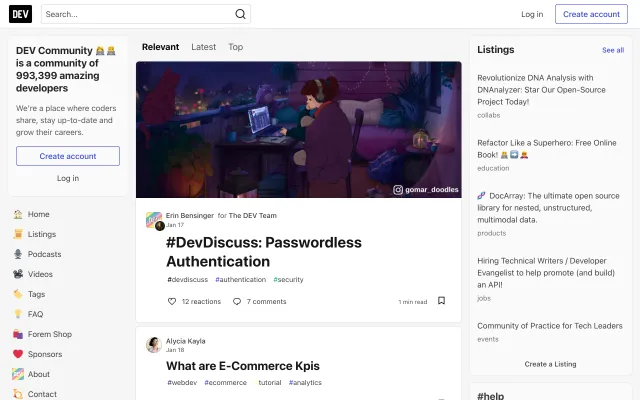 DEV
Search...
Log in
Create account
DEV Community
is a community of
993,399 amazing
developers
We're a place where coders
share, stay up-to-date and
grow their careers.
Create account
Log in
Home
Listings
Podcasts
Videos
Tags
FAQ
Forem Shop
Sponsors
About
Contact
Relevant
Latest
Top
gomar_doodles
Erin Bensinger for The DEV Team
Jan 17
#DevDiscuss: Passwordless
Authentication
#devdiscuss #authentication #security
12 reactions
7 comments
1 min read
Alycia Kayla
Jan 18
What are E-Commerce Kpis
#webdev #ecommerce tutorial #analytics
Listings
See all
Revolutionize DNA Analysis with
DNAnalyzer: Star Our Open-Source
Project Today!
collabs
Refactor Like a Superhero: Free Online
Book!
education
DocArray: The ultimate open source
library for nested, unstructured,
multimodal data.
products
Hiring Technical Writers / Developer
Evangelist to help promote (and build)
an API!
jobs
Community of Practice for Tech Leaders
events
Create a Listing
#help